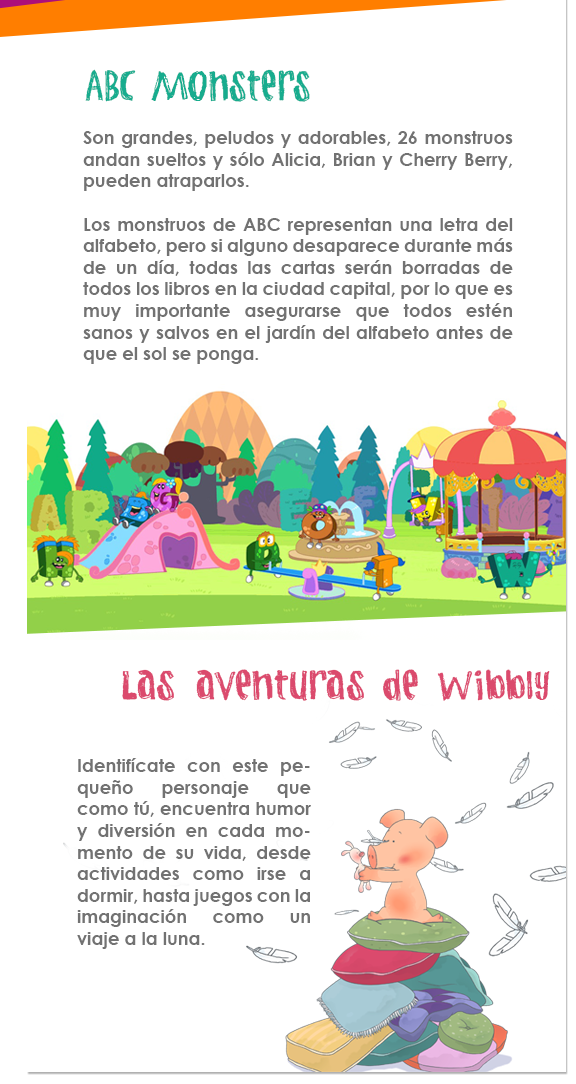 ABC Monsters
Son grandes, peludos y adorables, 26 monstruos
andan sueltos y sólo Alicia, Brian y Cherry Berry,
pueden atraparlos.
Los monstruos de ABC representan una letra del
alfabeto, pero si alguno desaparece durante más
de un día, todas las cartas serán borradas de
todos los libros en la ciudad capital, por lo que es
muy importante asegurarse que todos estén
sanos y salvos en el jardín del alfabeto antes de
que el sol se ponga.
Las aventuras de Wibbly
Identifícate con este pe-
queño personaje que
como tú, encuentra humor
y diversión en cada mo-
mento de su vida, desde
actividades como irse a
dormir, hasta juegos con la
imaginación como un
viaje a la luna.